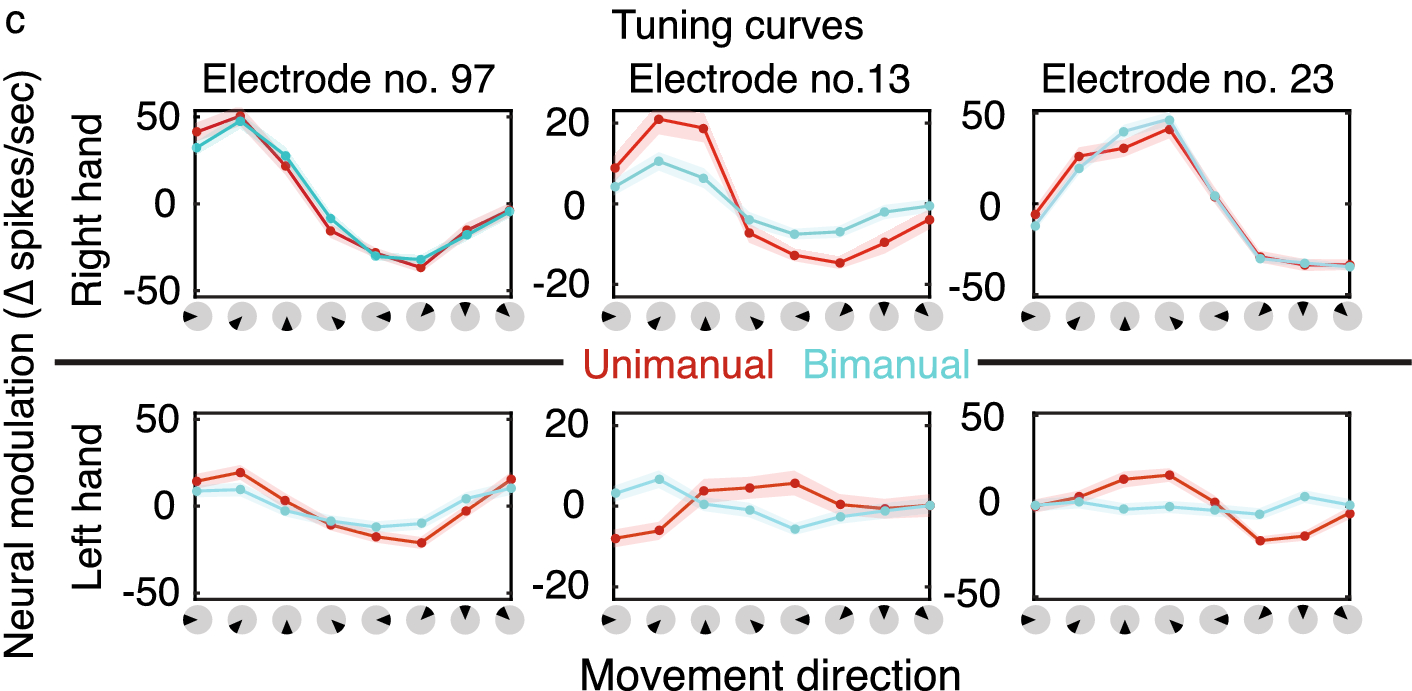 c
Tuning curves
Electrode no. 97
Electrode no.13
Electrode no. 23
Neural modulation (Δ spikes/sec)
Right hand
50
0
-50
20
0
-20
50
0
-50
Unimanual Bimanual
Left hand
50
0
-50
20
0
-20
50
0
-50
Movement direction